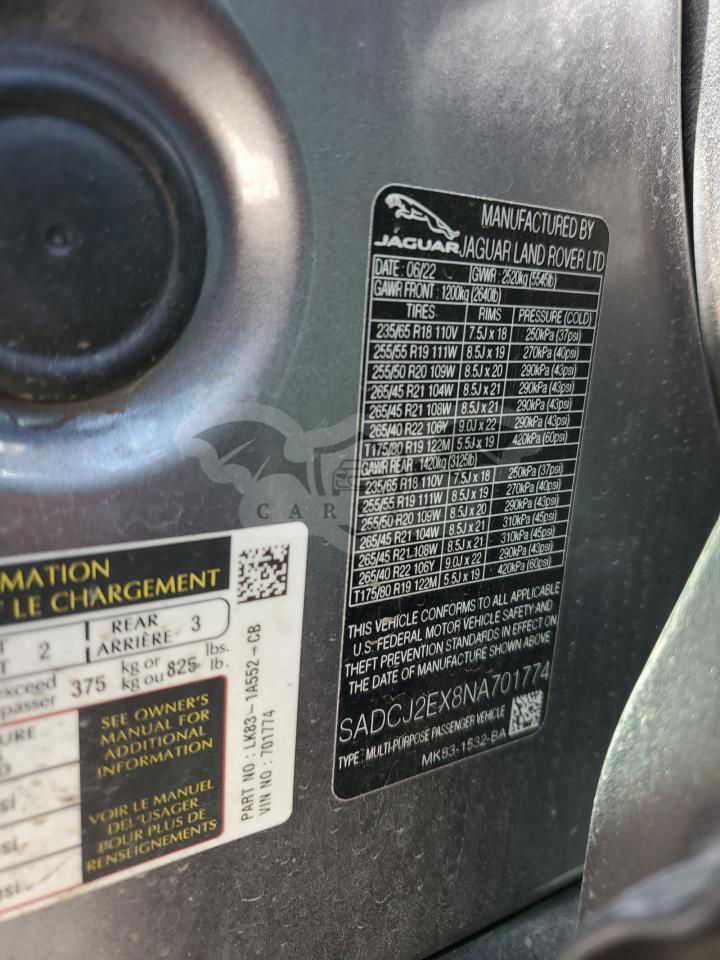 JAGUAR
MANUFACTURED BY
JAGUAR LAND ROVER LTD
DATE : 06/22 GVWR : 2520kg (5545lb)
GAWR FRONT : 1200kg (2640lb)
TIRES RIMS PRESSURE (COLD)
235/65 R18 110V 7.5J x 18 250kPa (37psi)
255/55 R19 111W 8.5J x 19 270kPa (40psi)
255/50 R20 109W 8.5J x 20 290kPa (43psi)
265/45 R21 104W 8.5J x 21 290kPa (43psi)
265/45 R21 108W 8.5J x 21 290kPa (43psi)
265/40 R22 106Y 9.0J x 22 290kPa (43psi)
T175/80 R19 122M 5.5J x 19 420kPa (60psi)
GAWR REAR : 1420kg (3125lb)
235/65 R18 110V 7.5J x 18 250kPa (37psi)
255/55 R19 111W 8.5J x 19 270kPa (40psi)
255/50 R20 109W 8.5J x 20 290kPa (43psi)
265/45 R21 104W 8.5J x 21 310kPa (45psi)
265/45 R21 108W 8.5J x 21 310kPa (45psi)
265/40 R22 106Y 9.0J x 22 290kPa (43psi)
T175/80 R19 122M 5.5J x 19 420kPa (60psi)
THIS VEHICLE CONFORMS TO ALL APPLICABLE
U.S. FEDERAL MOTOR VEHICLE SAFETY AND
THEFT PREVENTION STANDARDS IN EFFECT ON
THE DATE OF MANUFACTURE SHOWN ABOVE
SADCJ2EX8NA701774
TYPE : MULTI-PURPOSE PASSENGER VEHICLE
MK83-1532-BA
LE CHARGEMENT
2 REAR 3
ARRIÈRE
exceed 375 kg or 825 lbs.
kg ou lb.
SEE OWNER'S
MANUAL FOR
ADDITIONAL
INFORMATION
VOIR LE MANUEL
DE L'USAGER
POUR PLUS DE
RENSEIGNEMENTS
PART NO : LK83-1A552-CB
VIN NO : 701774